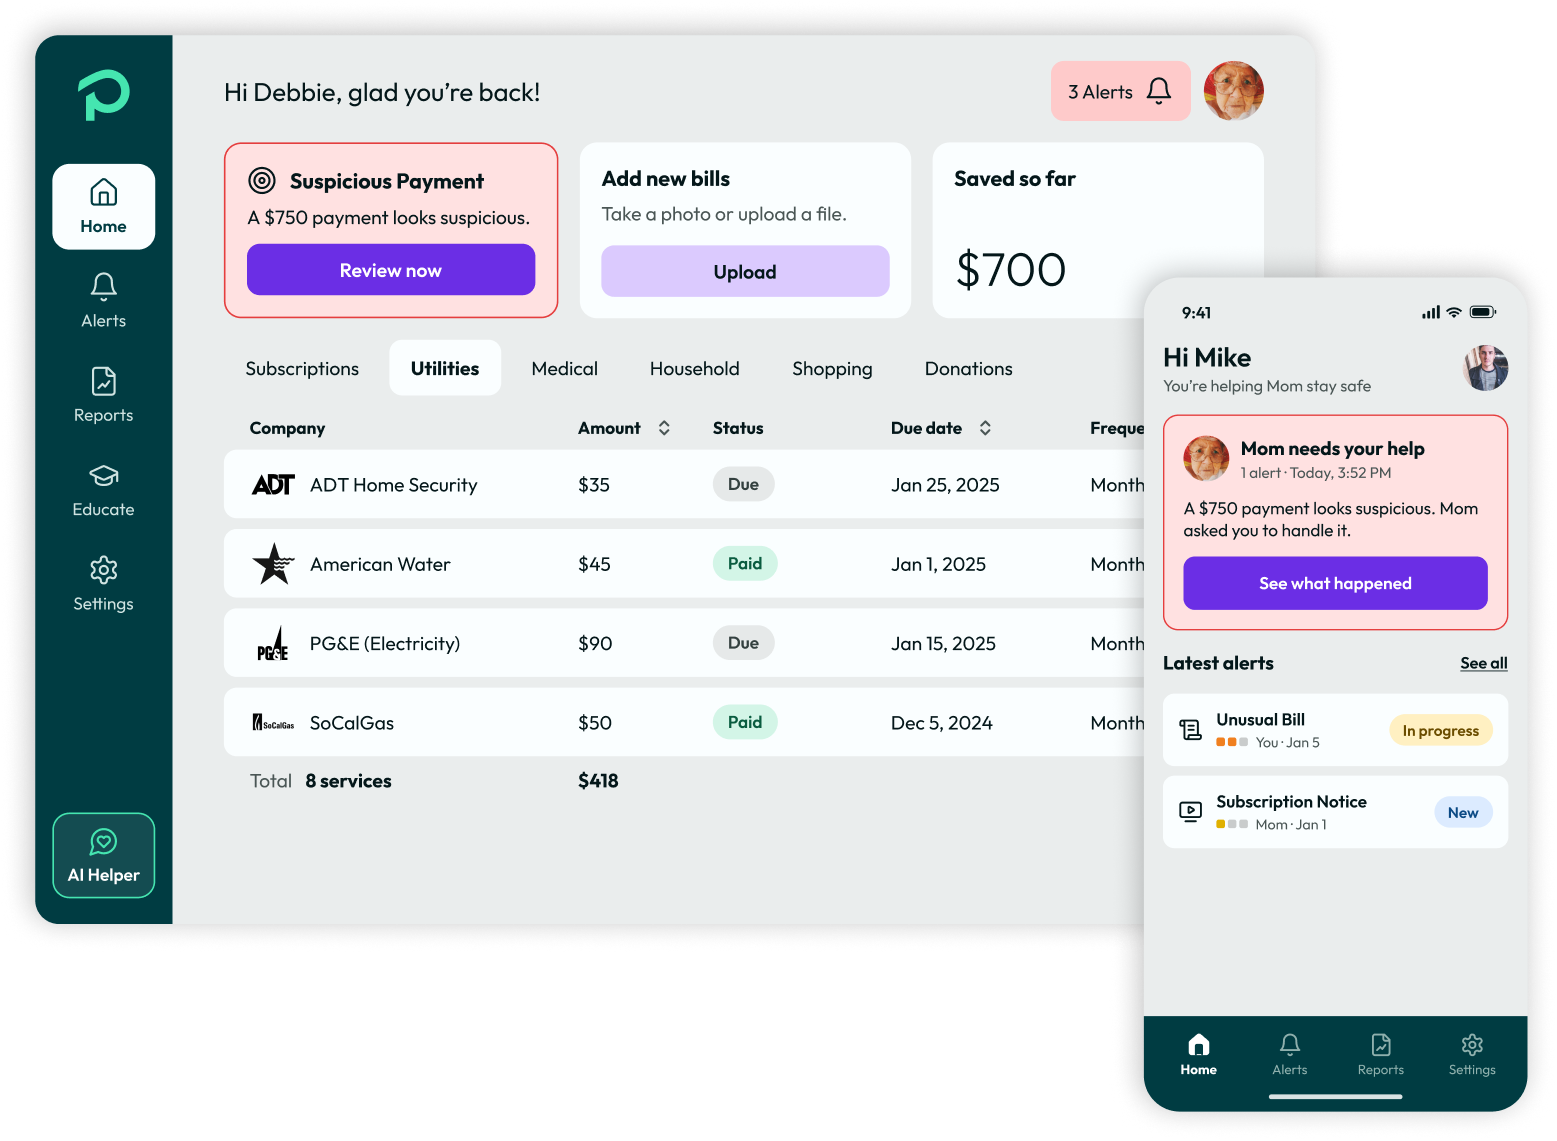 Hi Debbie, glad you're back!
3 Alerts
Home
Alerts
Reports
Educate
Settings
AI Helper
Suspicious Payment
A $750 payment looks suspicious.
Review now
Add new bills
Take a photo or upload a file.
Upload
Saved so far
$700
Subscriptions Utilities Medical Household Shopping Donations
Company Amount Status Due date Freque
ADT ADT Home Security $35 Due Jan 25, 2025 Month
American Water $45 Paid Jan 1, 2025 Month
PG&E PG&E (Electricity) $90 Due Jan 15, 2025 Month
SoCalGas SoCalGas $50 Paid Dec 5, 2024 Month
Total 8 services $418
9:41
Hi Mike
You're helping Mom stay safe
Mom needs your help
1 alert · Today, 3:52 PM
A $750 payment looks suspicious. Mom
asked you to handle it.
See what happened
Latest alerts See all
Unusual Bill
You · Jan 5
In progress
Subscription Notice
Mom · Jan 1
New
Home Alerts Reports Settings